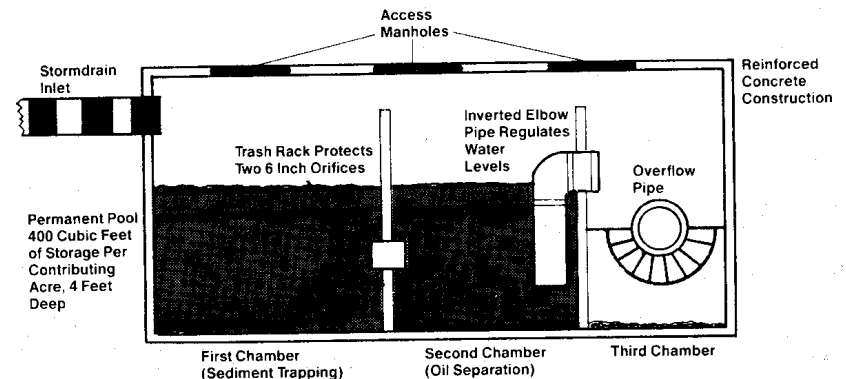 Access
Manholes
Stormdrain
Inlet
Reinforced
Concrete
Construction
Trash Rack Protects
Two 6 Inch Orifices
Inverted Elbow
Pipe Regulates
Water
Levels
Overflow
Pipe
Permanent Pool
400 Cubic Feet
of Storage Per
Contributing
Acre, 4 Feet
Deep
First Chamber
(Sediment Trapping)
Second Chamber
(Oil Separation)
Third Chamber